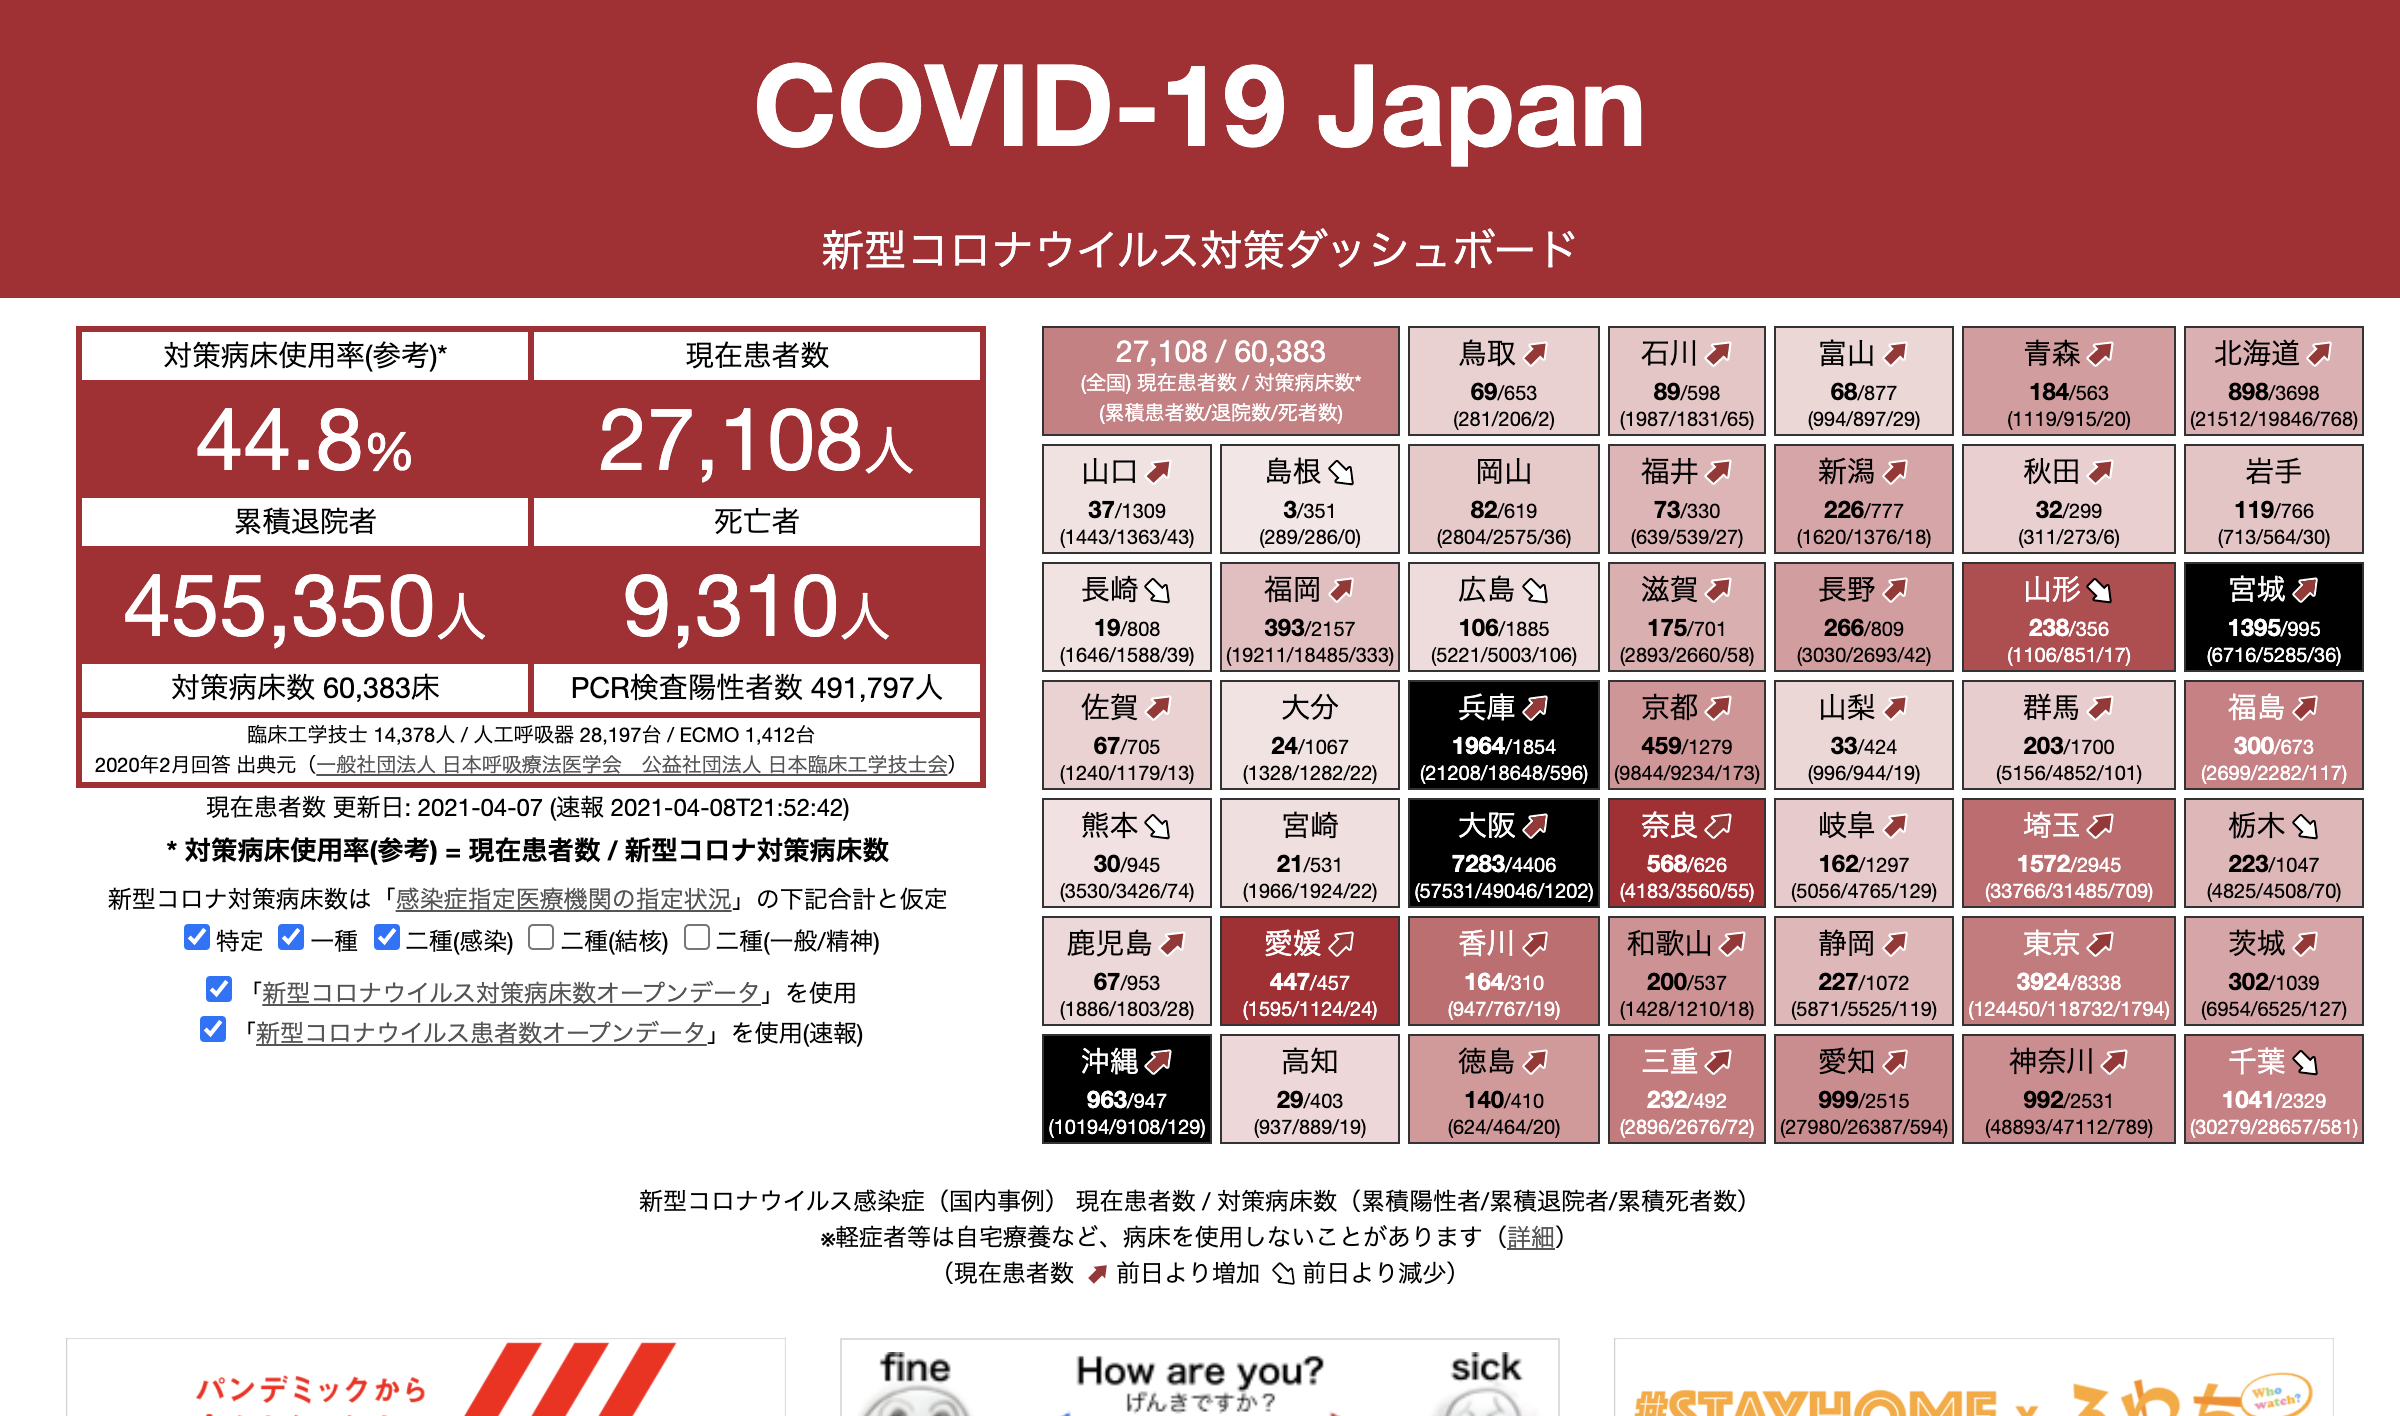 COVID-19 Japan
新型コロナウイルス対策ダッシュボード
対策病床使用率(参考)* 現在患者数
44.8% 27,108人
累積退院者 死亡者
455,350人 9,310人
対策病床数 60,383床 PCR検査陽性者数 491,797人
臨床工学技士 14,378人 / 人工呼吸器 28,197台 / ECMO 1,412台
2020年2月回答 出典元（一般社団法人 日本呼吸療法医学会　公益社団法人 日本臨床工学技士会）
現在患者数 更新日: 2021-04-07 (速報 2021-04-08T21:52:42)
* 対策病床使用率(参考) = 現在患者数 / 新型コロナ対策病床数
新型コロナ対策病床数は「感染症指定医療機関の指定状況」の下記合計と仮定
特定 一種 二種(感染) 二種(結核) 二種(一般/精神)
「新型コロナウイルス対策病床数オープンデータ」を使用
「新型コロナウイルス患者数オープンデータ」を使用(速報)
27,108 / 60,383
(全国) 現在患者数 / 対策病床数*
(累積患者数/退院数/死者数)
鳥取
69/653
(281/206/2)
石川
89/598
(1987/1831/65)
富山
68/877
(994/897/29)
青森
184/563
(1119/915/20)
北海道
898/3698
(21512/19846/768)
山口
37/1309
(1443/1363/43)
島根
3/351
(289/286/0)
岡山
82/619
(2804/2575/36)
福井
73/330
(639/539/27)
新潟
226/777
(1620/1376/18)
秋田
32/299
(311/273/6)
岩手
119/766
(713/564/30)
長崎
19/808
(1646/1588/39)
福岡
393/2157
(19211/18485/333)
広島
106/1885
(5221/5003/106)
滋賀
175/701
(2893/2660/58)
長野
266/809
(3030/2693/42)
山形
238/356
(1106/851/17)
宮城
1395/995
(6716/5285/36)
佐賀
67/705
(1240/1179/13)
大分
24/1067
(1328/1282/22)
兵庫
1964/1854
(21208/18648/596)
京都
459/1279
(9844/9234/173)
山梨
33/424
(996/944/19)
群馬
203/1700
(5156/4852/101)
福島
300/673
(2699/2282/117)
熊本
30/945
(3530/3426/74)
宮崎
21/531
(1966/1924/22)
大阪
7283/4406
(57531/49046/1202)
奈良
568/626
(4183/3560/55)
岐阜
162/1297
(5056/4765/129)
埼玉
1572/2945
(33766/31485/709)
栃木
223/1047
(4825/4508/70)
鹿児島
67/953
(1886/1803/28)
愛媛
447/457
(1595/1124/24)
香川
164/310
(947/767/19)
和歌山
200/537
(1428/1210/18)
静岡
227/1072
(5871/5525/119)
東京
3924/8338
(124450/118732/1794)
茨城
302/1039
(6954/6525/127)
沖縄
963/947
(10194/9108/129)
高知
29/403
(937/889/19)
徳島
140/410
(624/464/20)
三重
232/492
(2896/2676/72)
愛知
999/2515
(27980/26387/594)
神奈川
992/2531
(48893/47112/789)
千葉
1041/2329
(30279/28657/581)
新型コロナウイルス感染症（国内事例） 現在患者数 / 対策病床数（累積陽性者/累積退院者/累積死者数）
※軽症者等は自宅療養など、病床を使用しないことがあります（詳細）
（現在患者数 前日より増加 前日より減少）
パンデミックから
fine How are you? sick
げんきですか？
#STAYHOME x
Who watch?